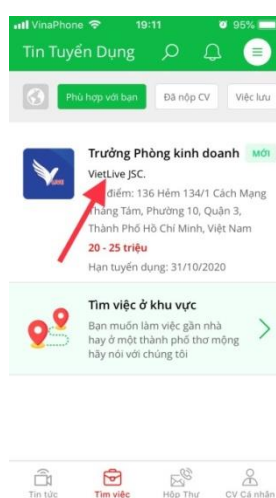 VinaPhone 19:11 95%
Tin Tuyển Dụng
Phù hợp với bạn Đã nộp CV Việc lưu
Trưởng Phòng kinh doanh MỚI
VietLive JSC.
điểm: 136 Hẻm 134/1 Cách Mạng
Tháng Tám, Phường 10, Quận 3,
Thành Phố Hồ Chí Minh, Việt Nam
20 - 25 triệu
Hạn tuyển dụng: 31/10/2020
Tìm việc ở khu vực
Bạn muốn làm việc gần nhà
hay ở một thành phố thơ mộng
hãy nói với chúng tôi
Tin tức Tìm việc Hộp Thư CV Cá nhân